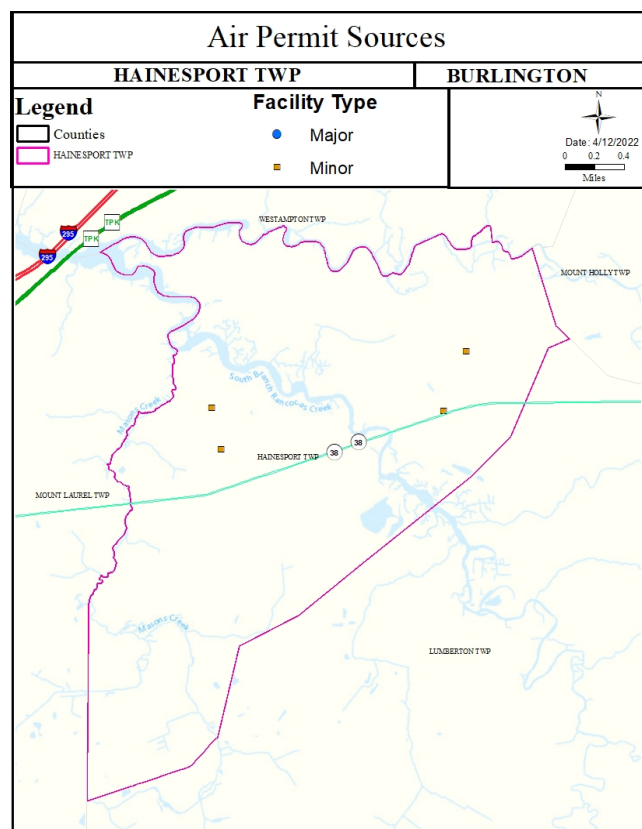 Air Permit Sources
HAINESPORT TWP
BURLINGTON
Legend
Counties
HAINESPORT TWP
Facility Type
Major
Minor
N
Date: 4/12/2022
0 0.2 0.4
Miles
WESTAMPTON TWP
TPK
295
TPK
295
MOUNT HOLLY TWP
South Branch Rancocas Creek
Masons Creek
38
HAINESPORT TWP
38
MOUNT LAUREL TWP
Masons Creek
LUMBERTON TWP